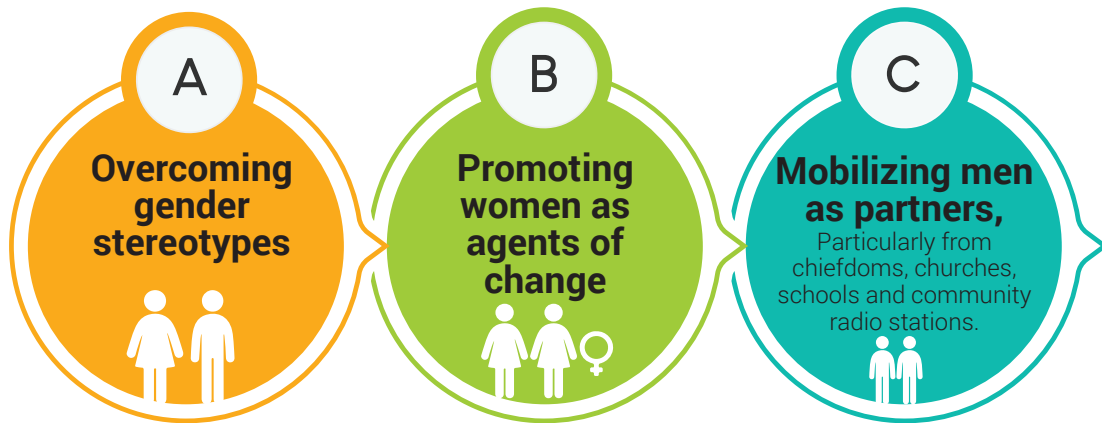 A
Overcoming
gender
stereotypes
B
Promoting
women as
agents of
change
C
Mobilizing men
as partners,
Particularly from
chiefdoms, churches,
schools and community
radio stations.